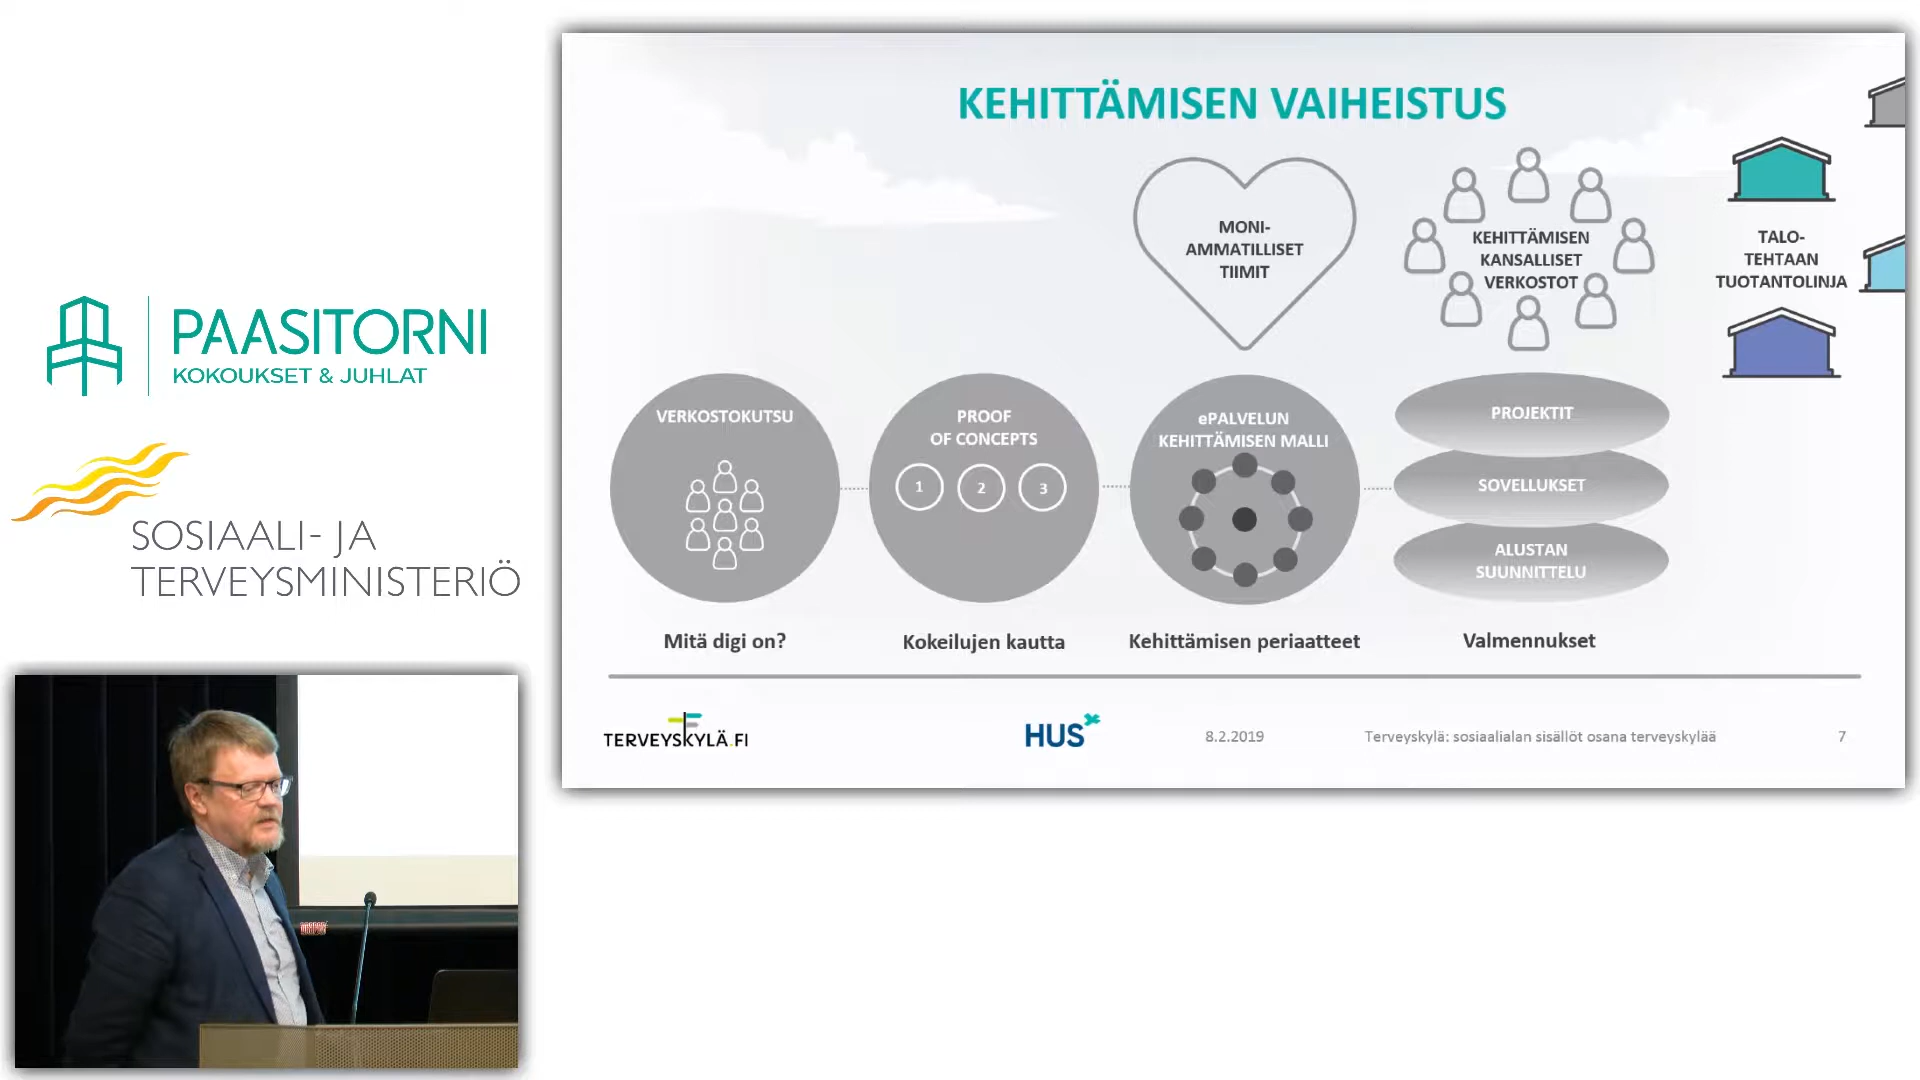 PAASITORNI
KOKOUKSET & JUHLAT
SOSIAALI- JA
TERVEYSMINISTERIÖ
KEHITTÄMISEN VAIHEISTUS
MONI-
AMMATILLISET
TIIMIT
KEHITTÄMISEN
KANSALLISET
VERKOSTOT
TALO-
TEHTAAN
TUOTANTOLINJA
VERKOSTOKUTSU
PROOF
OF CONCEPTS
1 2 3
ePALVELUN
KEHITTÄMISEN MALLI
PROJEKTIT
SOVELLUKSET
ALUSTAN
SUUNNITTELU
Mitä digi on?
Kokeilujen kautta
Kehittämisen periaatteet
Valmennukset
TERVEYSKYLÄ.FI
HUS
8.2.2019
Terveyskylä: sosiaalialan sisällöt osana terveyskylää
7